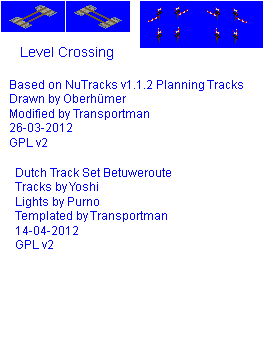 Level Crossing
Based on NuTracks v1.1.2 Planning Tracks
Drawn by Oberhümer
Modified by Transportman
26-03-2012
GPL v2
Dutch Track Set Betuweroute
Tracks by Yoshi
Lights by Purno
Templated by Transportman
14-04-2012
GPL v2